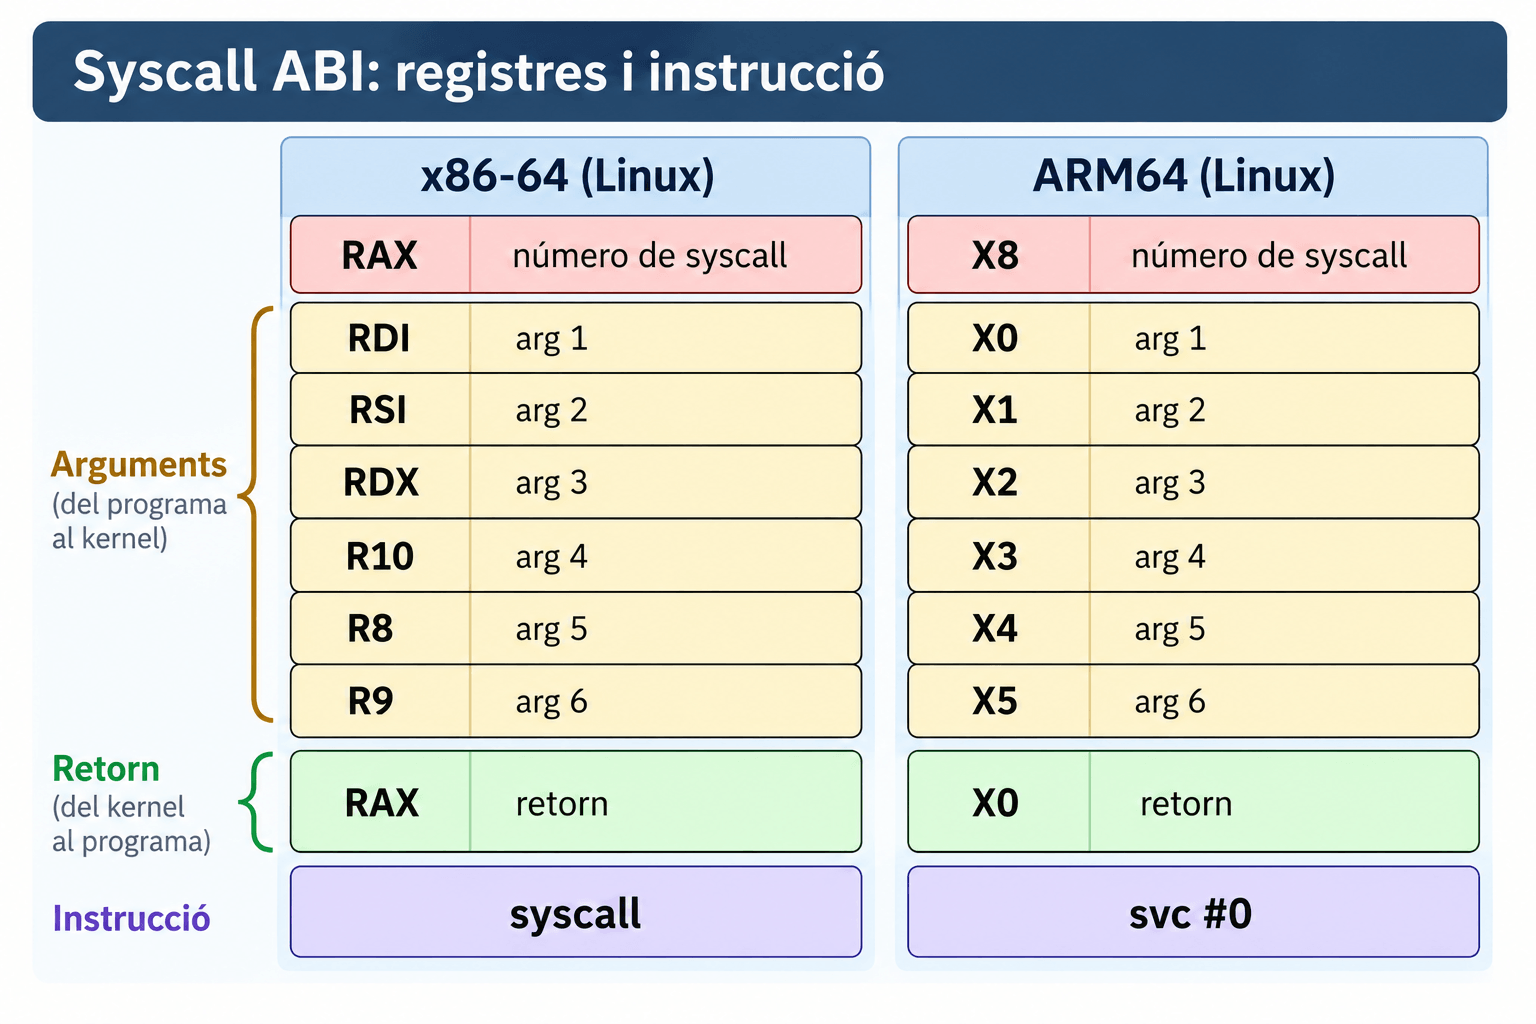 Syscall ABI: registres i instrucció
x86-64 (Linux)
ARM64 (Linux)
RAX número de syscall
X8 número de syscall
Arguments
(del programa
al kernel)
RDI arg 1
X0 arg 1
RSI arg 2
X1 arg 2
RDX arg 3
X2 arg 3
R10 arg 4
X3 arg 4
R8 arg 5
X4 arg 5
R9 arg 6
X5 arg 6
Retorn
(del kernel
al programa)
RAX retorn
X0 retorn
Instrucció
syscall
svc #0